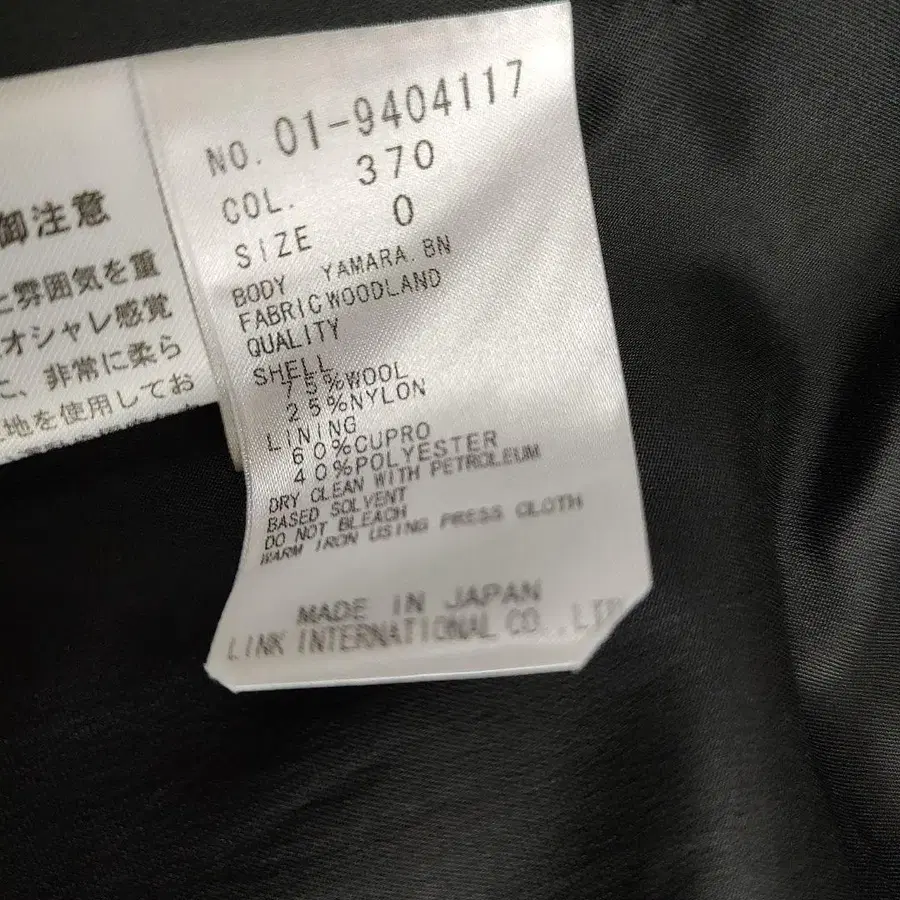 御注意
と雰囲気を重
オシャレ感覚
に、非常に柔ら
地を使用してお
NO. 01-9404117
COL. 370
SIZE 0
BODY YAMARA.BN
FABRIC WOODLAND
QUALITY
SHELL
75%WOOL
25%NYLON
LINING
60%CUPRO
40%POLYESTER
DRY CLEAN WITH PETROLEUM
BASED SOLVENT
DO NOT BLEACH
WARM IRON USING PRESS CLOTH
MADE IN JAPAN
LINK INTERNATIONAL CO.,LTD